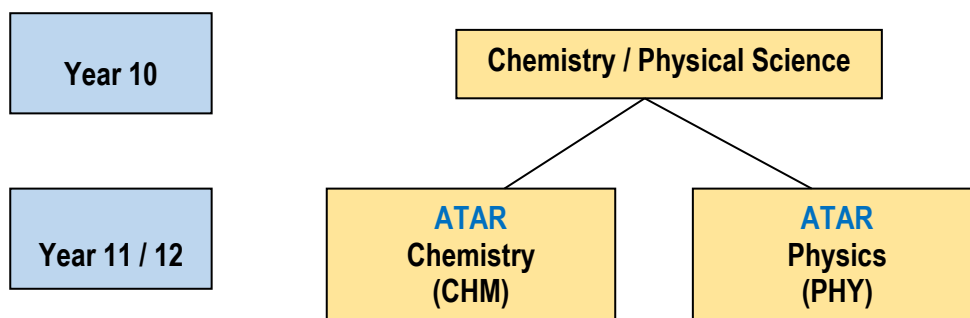 Year 10
Chemistry / Physical Science
Year 11 / 12
ATAR
Chemistry
(CHM)
ATAR
Physics
(PHY)